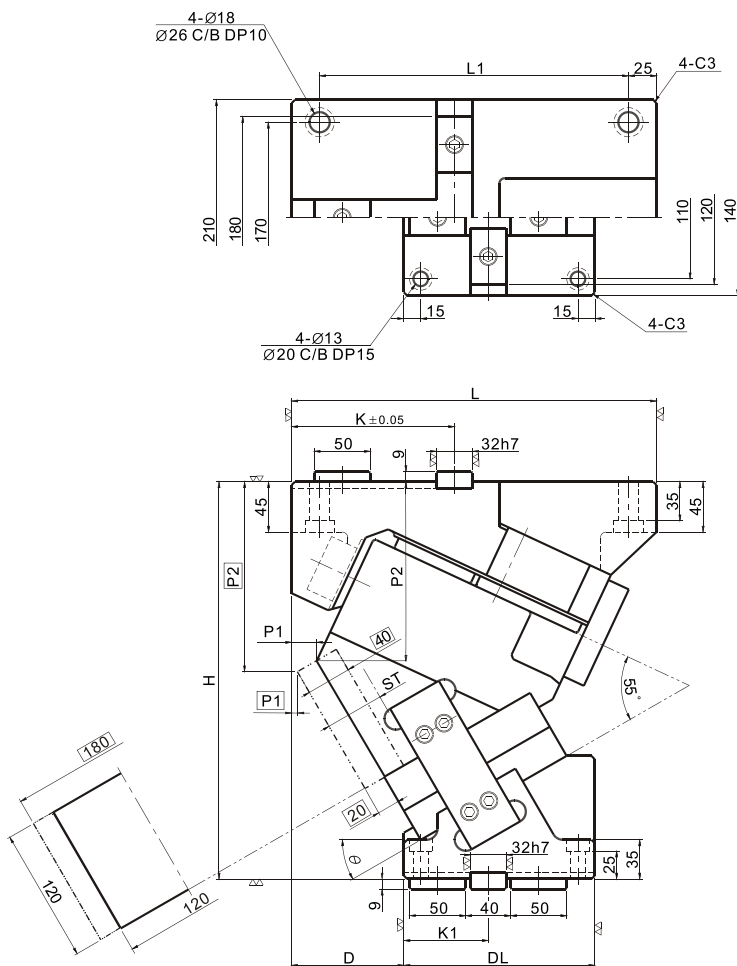 4-Ø18
Ø26 C/B DP10
L1
25
4-C3
210
180
170
110
120
140
15
15
4-Ø13
Ø20 C/B DP15
4-C3
L
K±0.05
50
9
32h7
45
35
45
P2
P2
P1
40
H
ST
P1
55°
180
20
120
120
θ
32h7
25
35
9
50
40
50
K1
D
DL